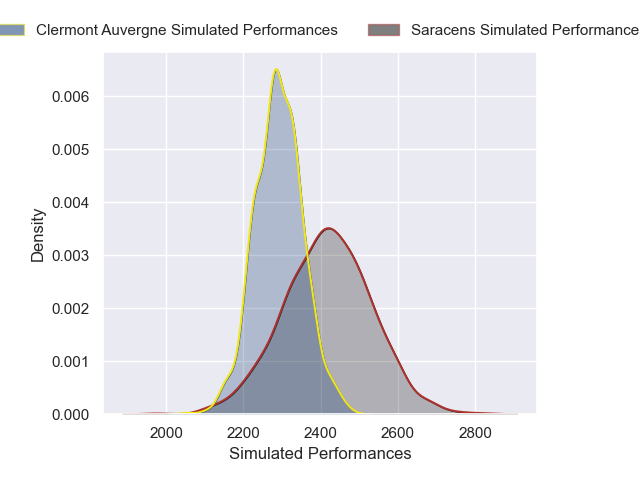 Clermont Auvergne Simulated Performances
Saracens Simulated Performance
0.006
0.005
0.004
0.003
0.002
0.001
0.000
Density
2000 2200 2400 2600 2800
Simulated Performances